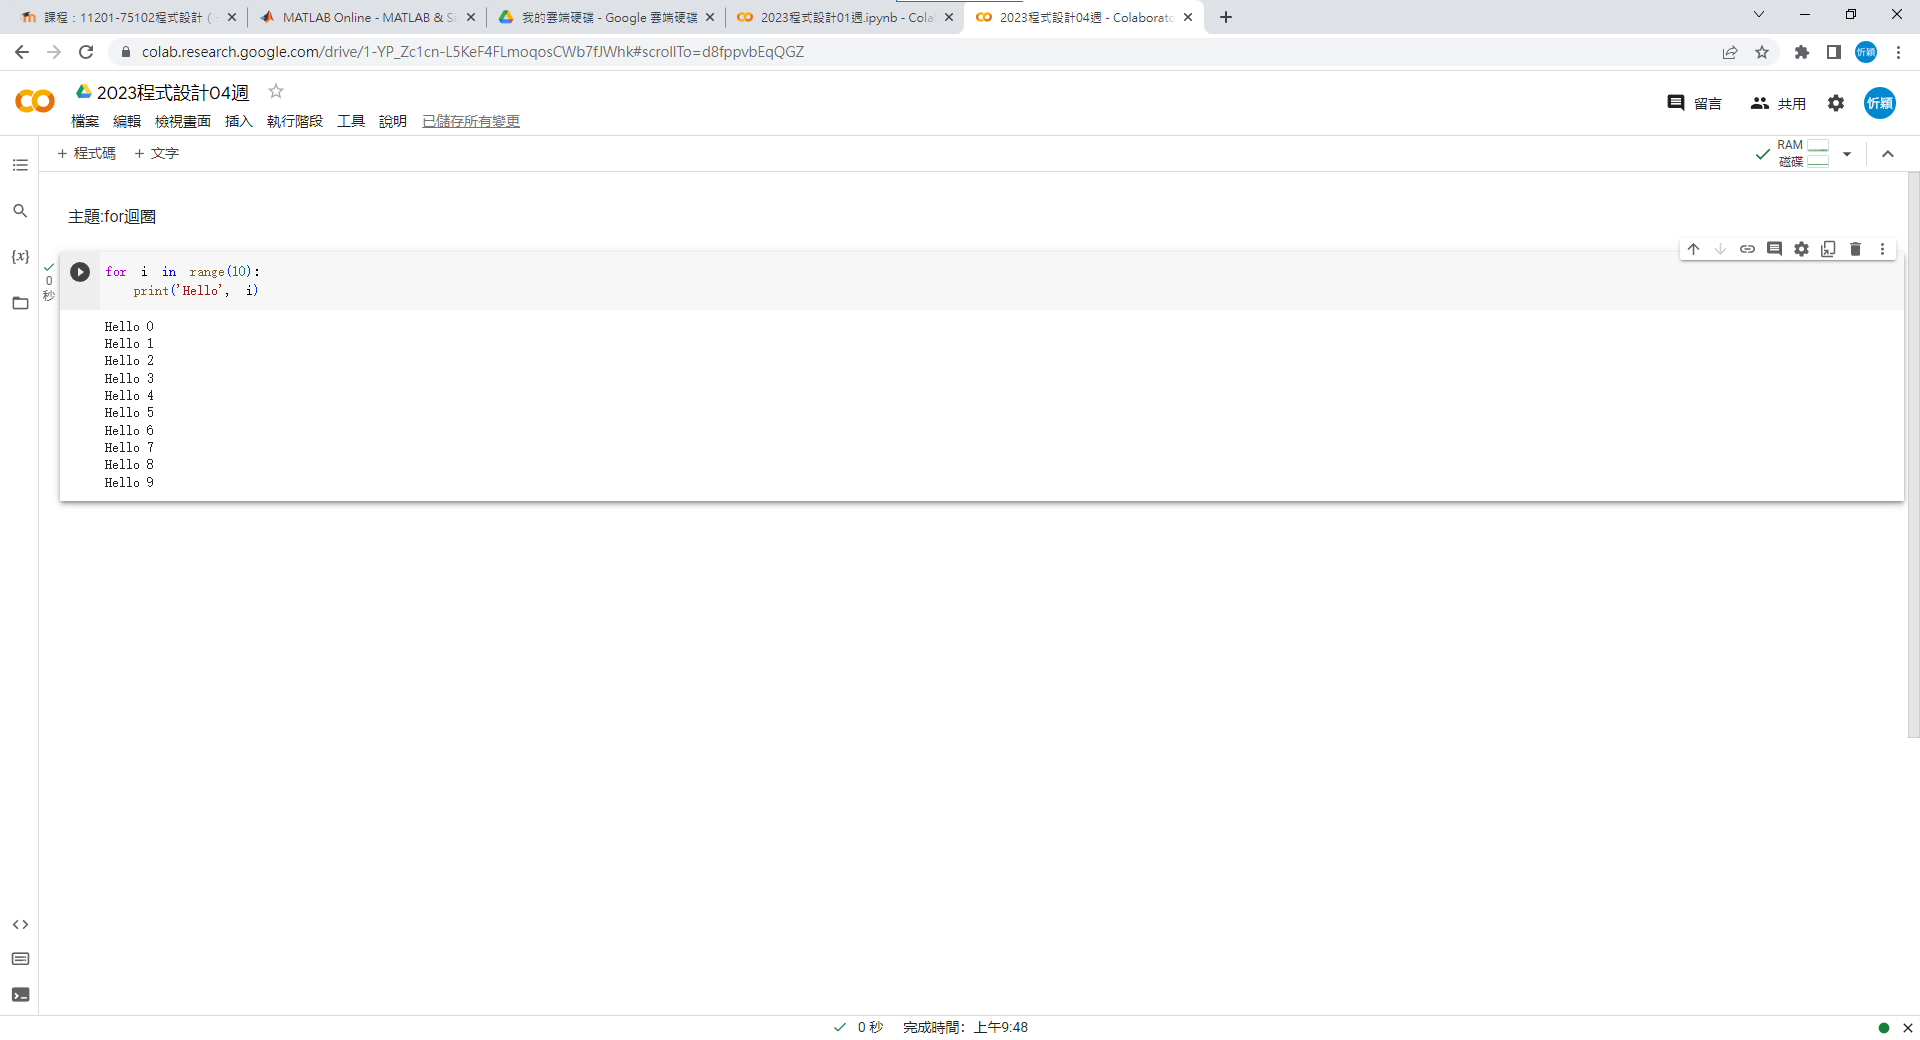 課程：11201-75102程式設計（
MATLAB Online - MATLAB & Si
我的雲端硬碟 - Google 雲端硬碟
2023程式設計01週.ipynb - Cola
2023程式設計04週 - Colaborato
colab.research.google.com/drive/1-YP_Zc1cn-L5KeF4FLmoqosCWb7fJWhk#scrollTo=d8fppvbEqQGZ
忻穎
2023程式設計04週
留言
共用
忻穎
檔案 編輯 檢視畫面 插入 執行階段 工具 說明 已儲存所有變更
+ 程式碼 + 文字
RAM
磁碟
主題:for迴圈
{x}
0
秒
for i in range(10):
    print('Hello', i)
Hello 0
Hello 1
Hello 2
Hello 3
Hello 4
Hello 5
Hello 6
Hello 7
Hello 8
Hello 9
0 秒 完成時間：上午9:48